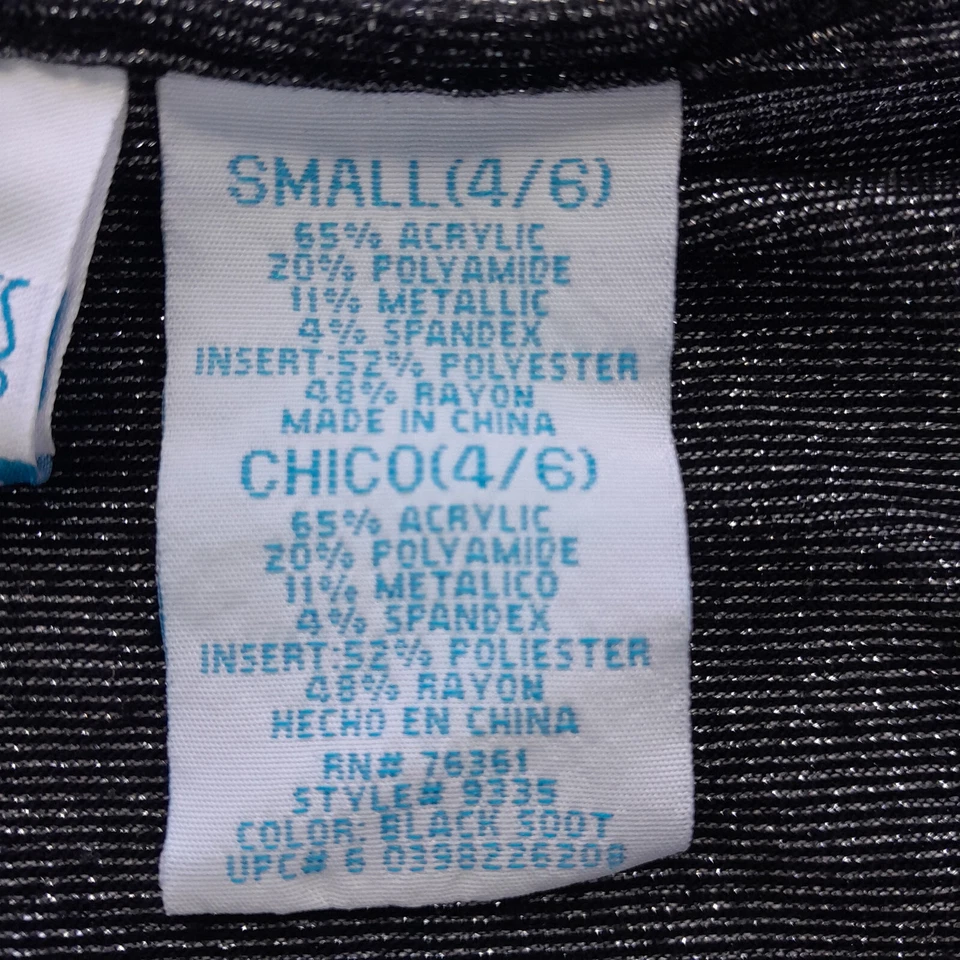 SMALL(4/6)
65% ACRYLIC
20% POLYAMIDE
11% METALLIC
4% SPANDEX
INSERT:52% POLYESTER
48% RAYON
MADE IN CHINA
CHICO(4/6)
65% ACRYLIC
20% POLYAMIDE
11% METALICO
4% SPANDEX
INSERT:52% POLIESTER
48% RAYON
HECHO EN CHINA
RN# 76361
STYLE# 9335
COLOR: BLACK SOOT
UPC# 6